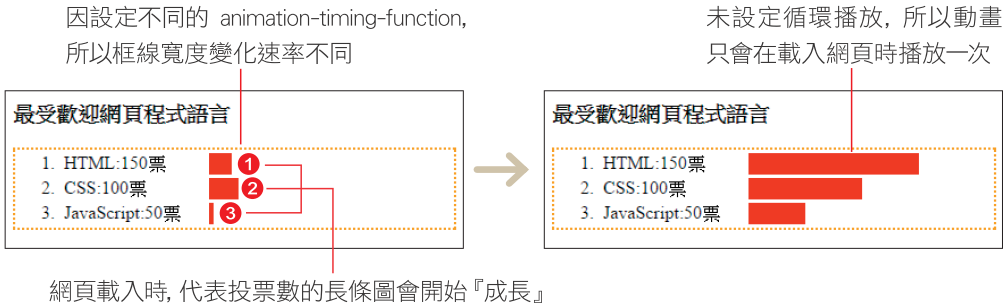 因設定不同的 animation-timing-function,
所以框線寬度變化速率不同
未設定循環播放, 所以動畫
只會在載入網頁時播放一次
最受歡迎網頁程式語言
1. HTML:150票 1
2. CSS:100票 2
3. JavaScript:50票 3
最受歡迎網頁程式語言
1. HTML:150票
2. CSS:100票
3. JavaScript:50票
網頁載入時, 代表投票數的長條圖會開始『成長』